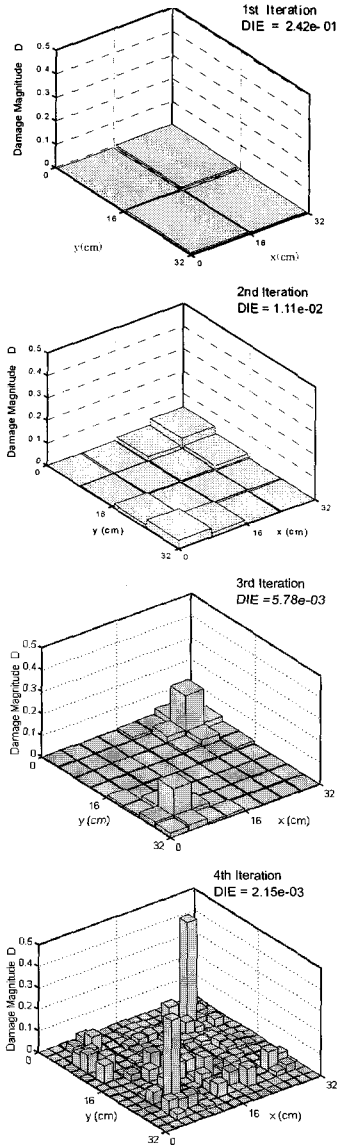 1st Iteration
DIE = 2.42e-01
Damage Magnitude D
0.5
0.4
0.3
0.2
0.1
0
0
16
32
y(cm)
0
16
32
x(cm)
2nd Iteration
DIE = 1.11e-02
Damage Magnitude D
0.5
0.4
0.3
0.2
0.1
0
0
16
32
y (cm)
0
16
32
x (cm)
3rd Iteration
DIE =5.78e-03
Damage Magnitude D
0.5
0.4
0.3
0.2
0.1
0
0
16
32
y (cm)
0
16
32
x (cm)
4th Iteration
DIE = 2.15e-03
Damage Magnitude D
0.5
0.4
0.3
0.2
0.1
0
0
16
32
y (cm)
0
16
32
x (cm)